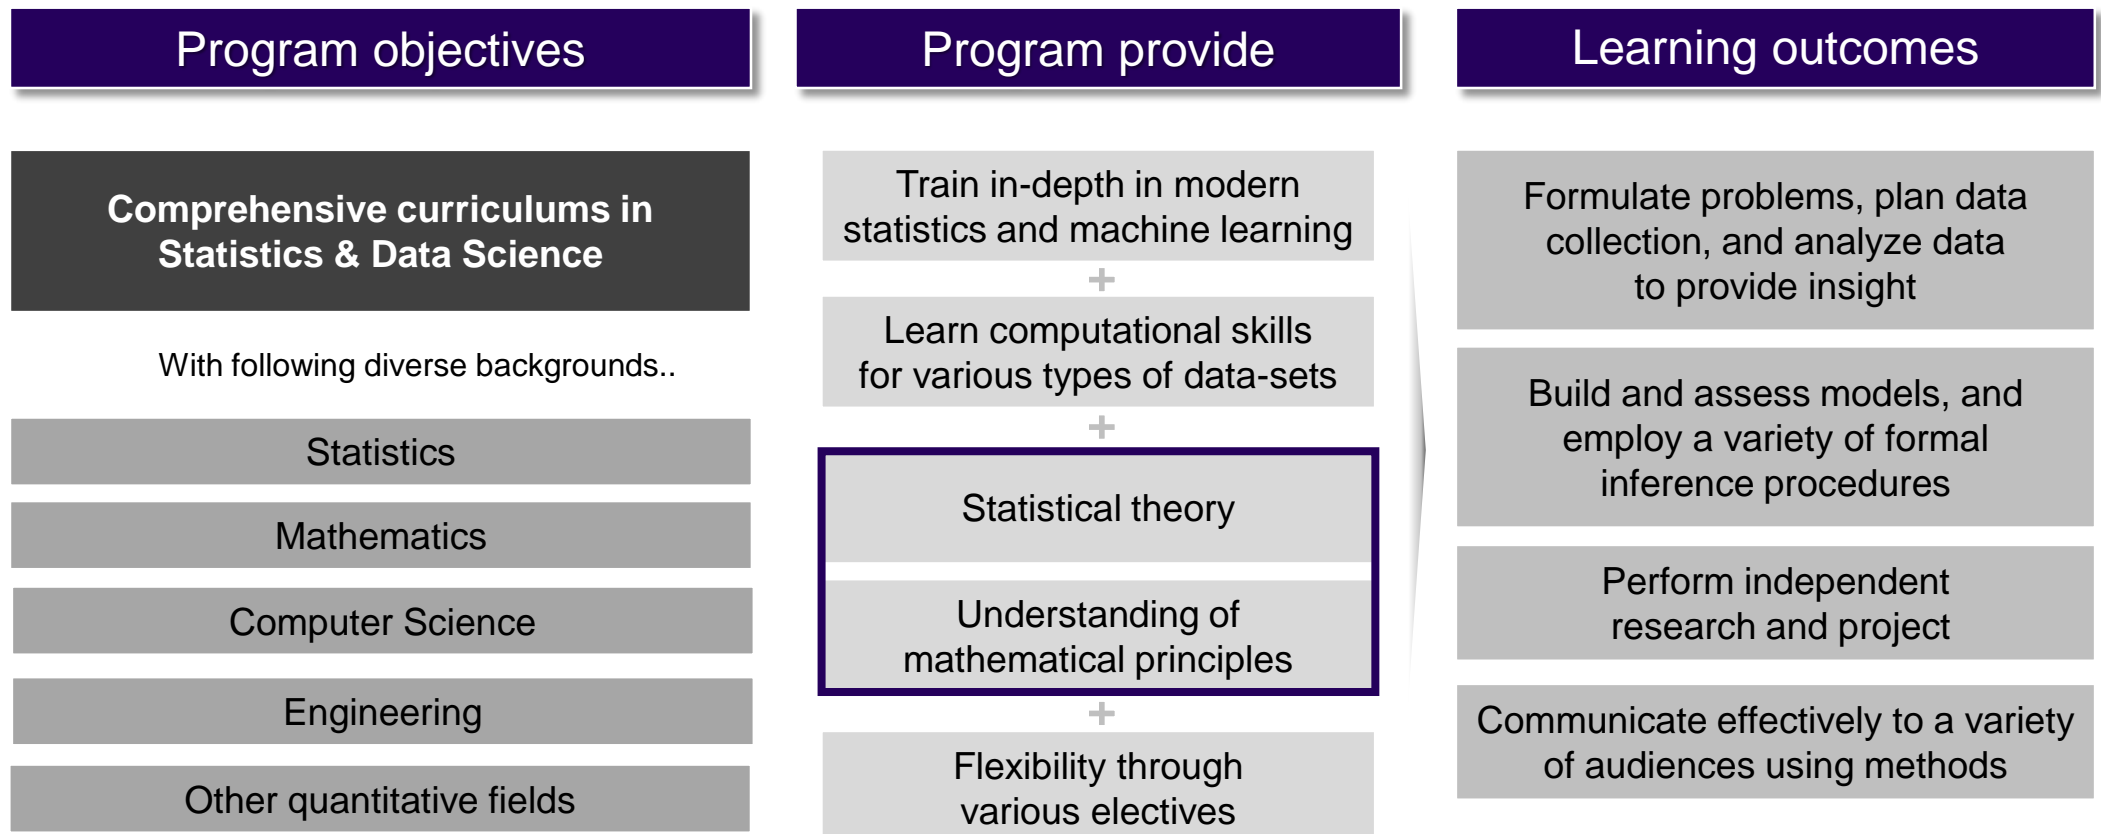 Program objectives
Comprehensive curriculums in
Statistics & Data Science
With following diverse backgrounds..
Statistics
Mathematics
Computer Science
Engineering
Other quantitative fields
Program provide
Train in-depth in modern
statistics and machine learning
+
Learn computational skills
for various types of data-sets
+
Statistical theory
Understanding of
mathematical principles
+
Flexibility through
various electives
Learning outcomes
Formulate problems, plan data
collection, and analyze data
to provide insight
Build and assess models, and
employ a variety of formal
inference procedures
Perform independent
research and project
Communicate effectively to a variety
of audiences using methods